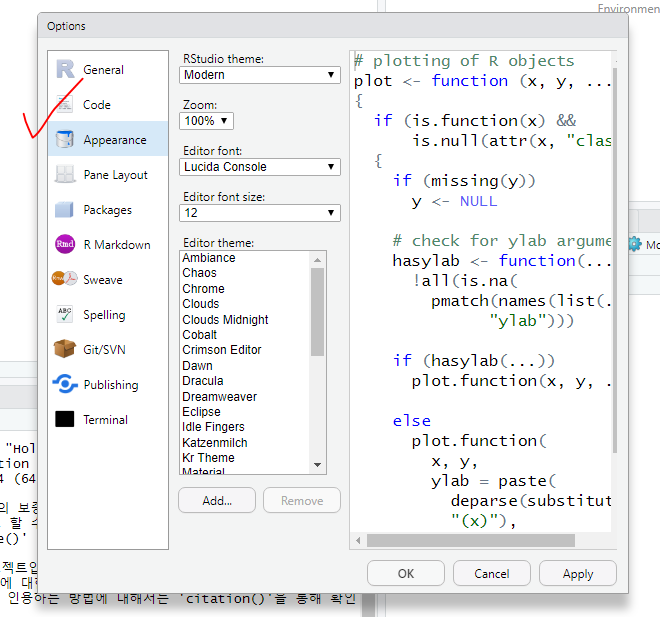 Environmen
Options
General
Code
Appearance
Pane Layout
Packages
Rmd
R Markdown
Sweave
ABC
Spelling
Git/SVN
Publishing
Terminal
RStudio theme:
Modern
Zoom:
100%
Editor font:
Lucida Console
Editor font size:
12
Editor theme:
Ambiance
Chaos
Chrome
Clouds
Clouds Midnight
Cobalt
Crimson Editor
Dawn
Dracula
Dreamweaver
Eclipse
Idle Fingers
Katzenmilch
Kr Theme
Material
Add...
Remove
# plotting of R objects
plot <- function (x, y, ...
{
if (is.function(x) &&
is.null(attr(x, "clas
{
if (missing(y))
y <- NULL
# check for ylab argume
hasylab <- function(...
!all(is.na(
pmatch(names(list(.
"ylab")))
if (hasylab(...))
plot.function(x, y, .
else
plot.function(
x, y,
ylab = paste(
deparse(substitut
"(x)"),
OK
Cancel
Apply
Mo
"Hol
tion
4 (64
의 보증
할 수
e()'
젝트입
에 대한
인용하는 방법에 대해서는 'citation()'을 통해 확인